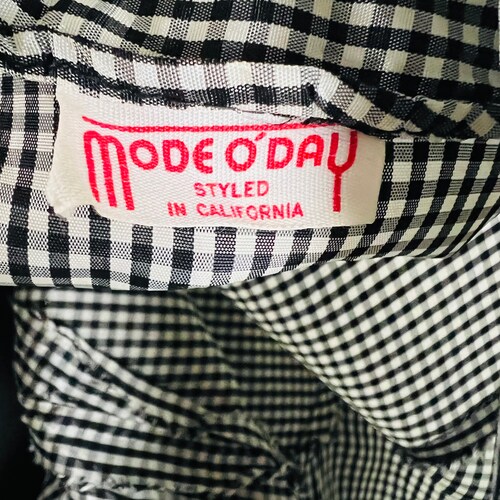 MODE O'DAY
STYLED
IN CALIFORNIA